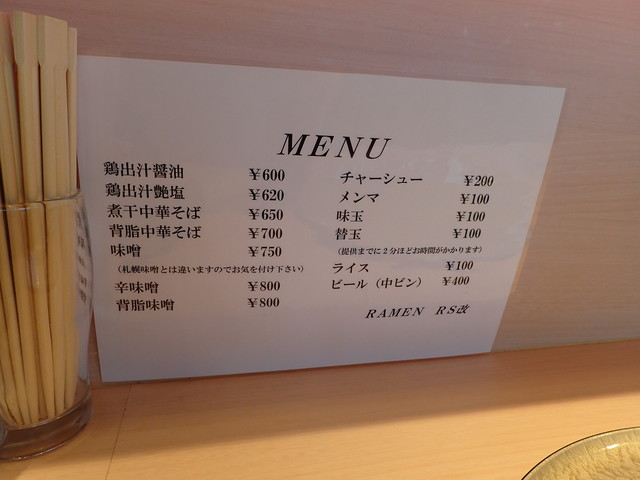 MENU
鶏出汁醤油 ¥600
鶏出汁艶塩 ¥620
煮干中華そば ¥650
背脂中華そば ¥700
味噌 ¥750
（札幌味噌とは違いますのでお気を付け下さい）
辛味噌 ¥800
背脂味噌 ¥800
チャーシュー ¥200
メンマ ¥100
味玉 ¥100
替玉 ¥100
（提供までに2分ほどお時間がかかります）
ライス ¥100
ビール（中ビン） ¥400
RAMEN RS改